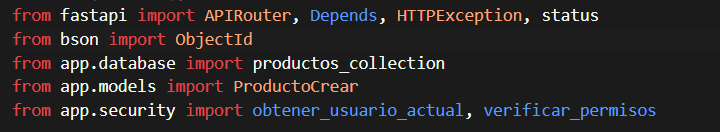 from fastapi import APIRouter, Depends, HTTPException, status
from bson import ObjectId
from app.database import productos_collection
from app.models import ProductoCrear
from app.security import obtener_usuario_actual, verificar_permisos